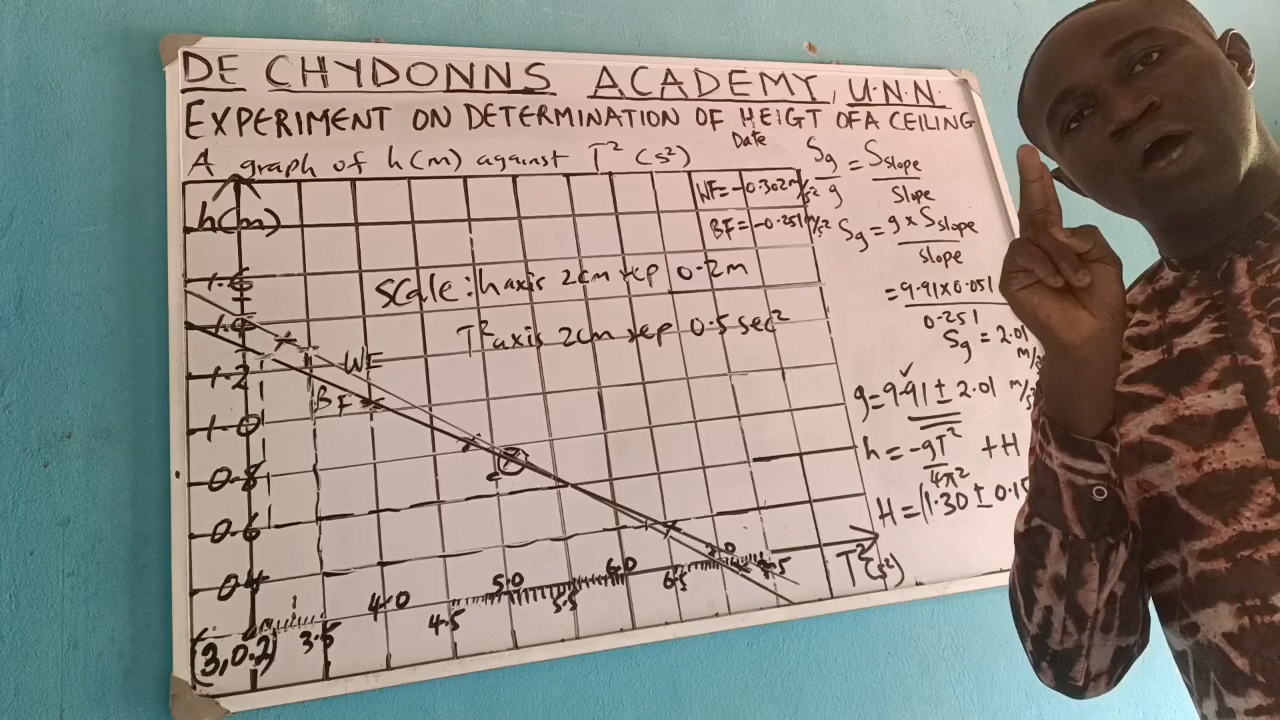 DE CHYDONNS ACADEMY, U.N.N.
EXPERIMENT ON DETERMINATION OF HEIGT OF A CEILING
Date
A graph of h(m) against T² (s²)
h(m)
WF=-0.302m/s²
BF=-0.251m/s²
Scale: h axis 2cm rep 0.2m
T² axis 2cm rep 0.5 sec²
1.6
1.4
1.2
1.0
0.8
0.6
0.4
(3,0.2)
3.5
4.0
4.5
5.0
5.5
6.0
6.5
7.0
7.5
T²(s²)
WF
BF
Sg/g = Sslope/Slope
Sg = g x Sslope/slope
= 9.91 x 0.051/0.251
Sg = 2.01 m/s²
g = 9.91 ± 2.01 m/s²
h = -gT²/4π² + H
H = (1.30 ± 0.1